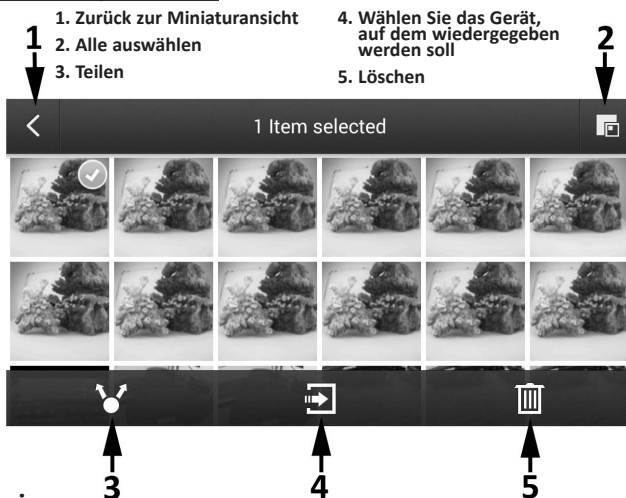 1. Zurück zur Miniaturansicht
2. Alle auswählen
3. Teilen
4. Wählen Sie das Gerät,
auf dem wiedergegeben
werden soll
5. Löschen
1
2
1 Item selected
3
4
5